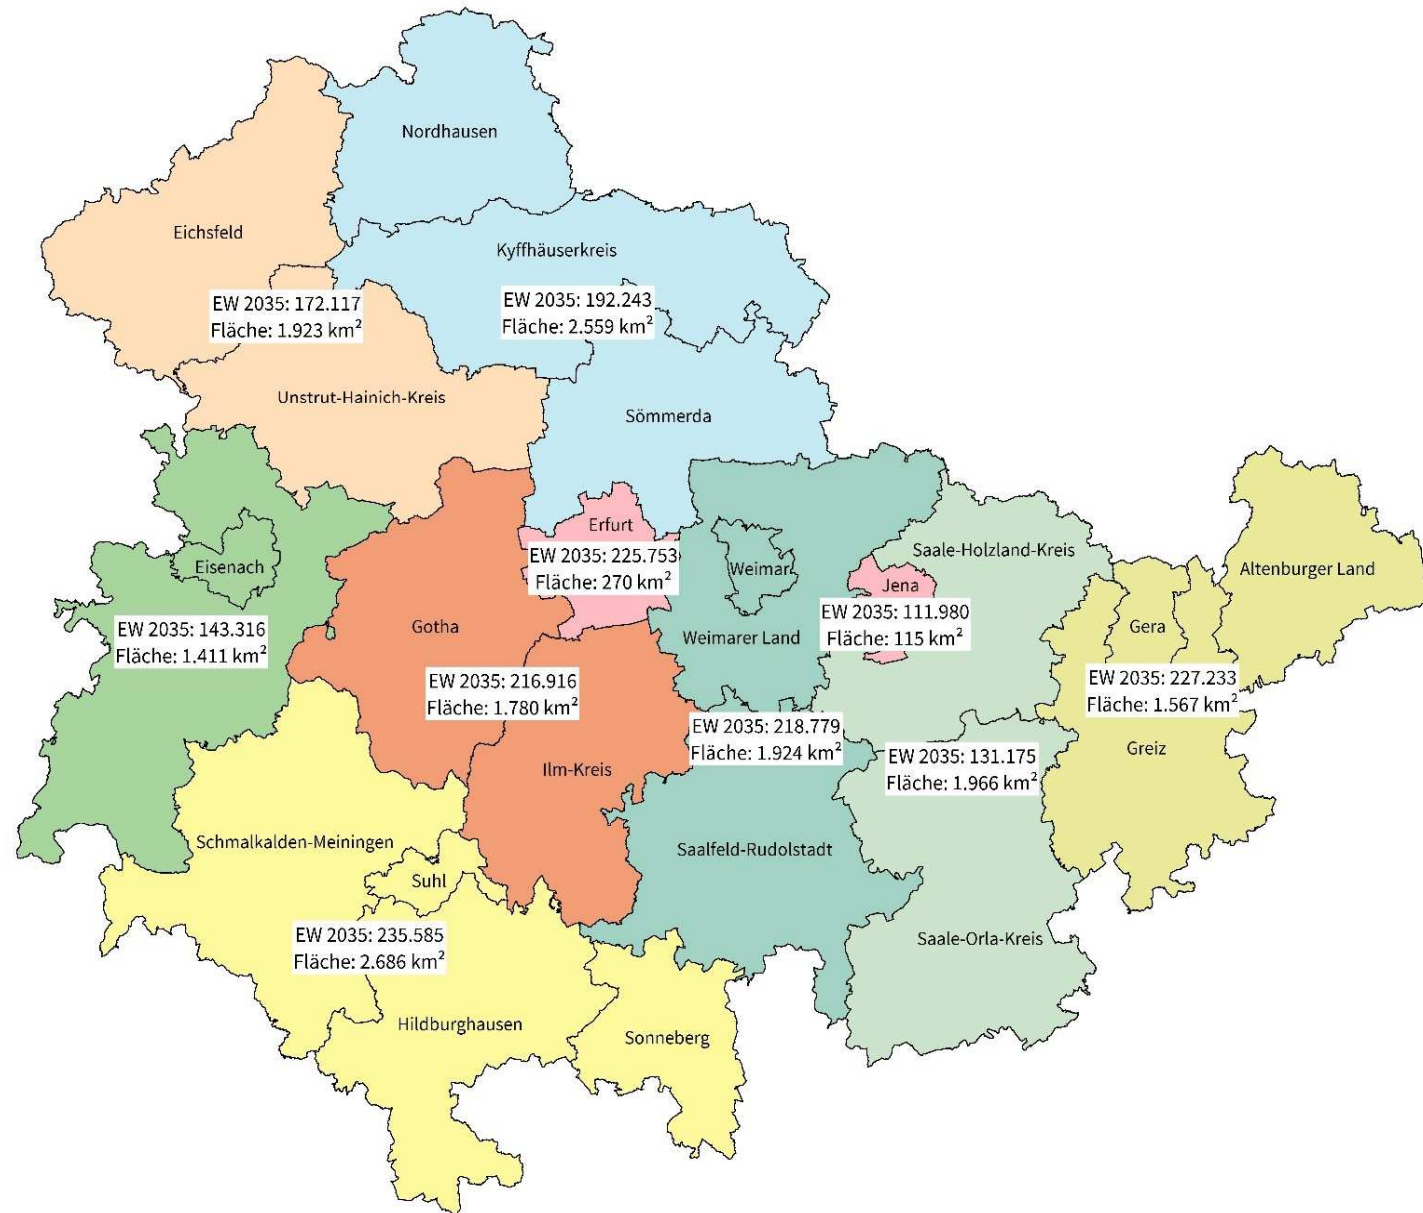 Nordhausen
Eichsfeld
Kyffhäuserkreis
EW 2035: 172.117
Fläche: 1.923 km²
EW 2035: 192.243
Fläche: 2.559 km²
Unstrut-Hainich-Kreis
Sömmerda
Erfurt
EW 2035: 225.753
Fläche: 270 km²
Eisenach
Weimar
Saale-Holzland-Kreis
Altenburger Land
Jena
EW 2035: 111.980
Fläche: 115 km²
EW 2035: 143.316
Fläche: 1.411 km²
Gotha
Weimarer Land
Gera
EW 2035: 216.916
Fläche: 1.780 km²
EW 2035: 227.233
Fläche: 1.567 km²
EW 2035: 218.779
Fläche: 1.924 km²
EW 2035: 131.175
Fläche: 1.966 km²
Greiz
Ilm-Kreis
Schmalkalden-Meiningen
Saalfeld-Rudolstadt
Suhl
EW 2035: 235.585
Fläche: 2.686 km²
Saale-Orla-Kreis
Hildburghausen
Sonneberg